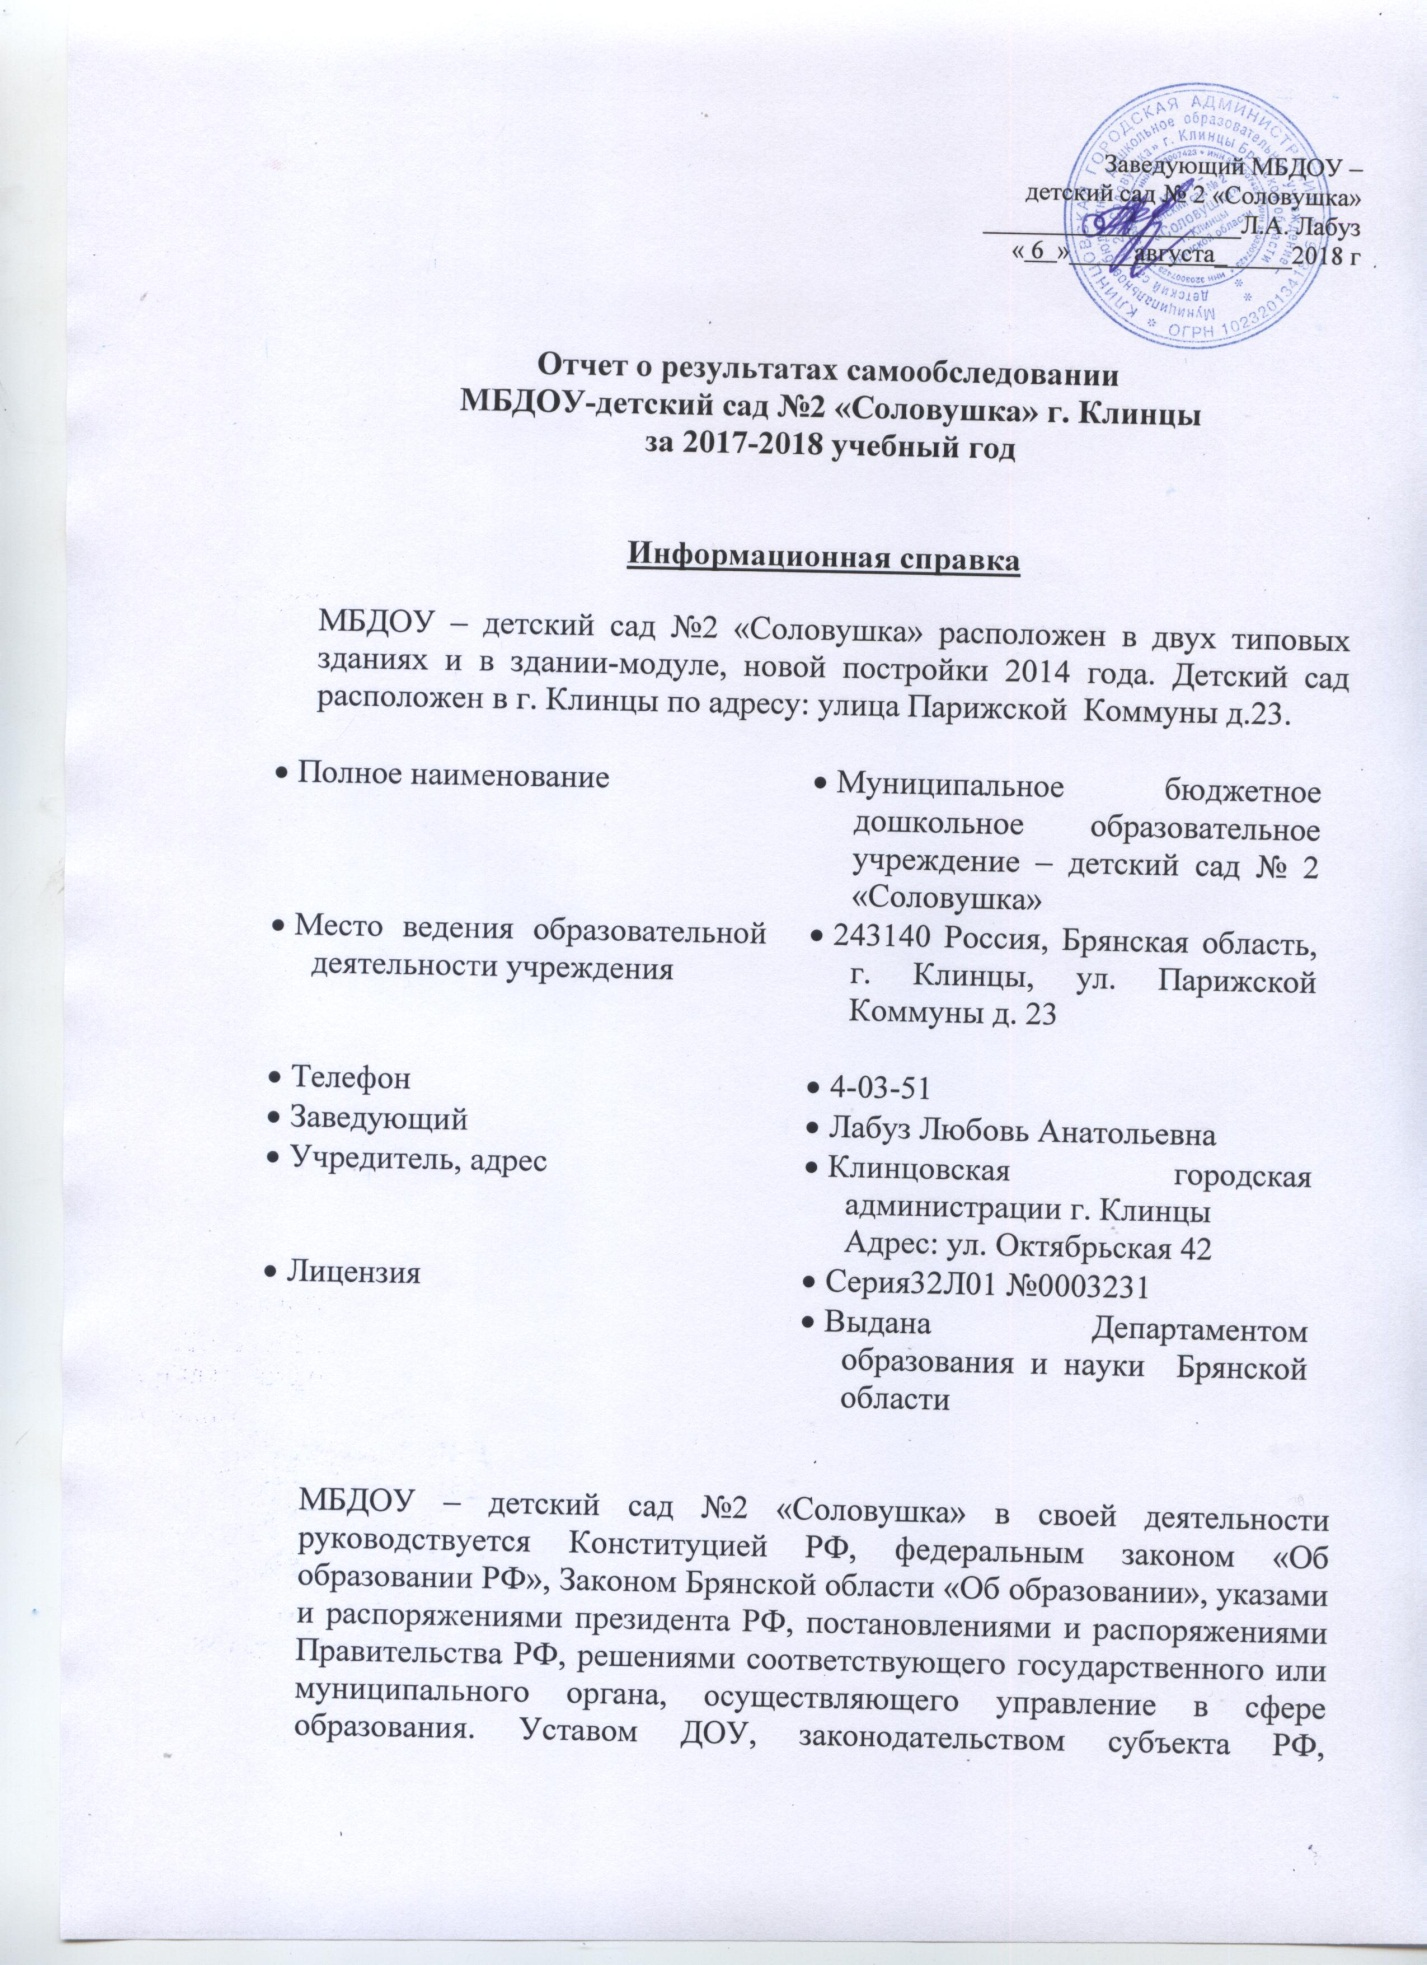 Заведующий МБДОУ –
детский сад № 2 «Соловушка»
____________________Л.А. Лабуз
«_6_»_____августа______2018 г
КЛИНЦОВСКАЯ ГОРОДСКАЯ АДМИНИСТРАЦИЯ
Отчет о результатах самообследовании
МБДОУ-детский сад №2 «Соловушка» г. Клинцы
за 2017-2018 учебный год
Информационная справка
МБДОУ – детский сад №2 «Соловушка» расположен в двух типовых
зданиях и в здании-модуле, новой постройки 2014 года. Детский сад
расположен в г. Клинцы по адресу: улица Парижской Коммуны д.23.
• Полное наименование
• Муниципальное бюджетное
дошкольное образовательное
учреждение – детский сад № 2
«Соловушка»
• Место ведения образовательной
деятельности учреждения
• 243140 Россия, Брянская область,
г. Клинцы, ул. Парижской
Коммуны д. 23
• Телефон
• 4-03-51
• Заведующий
• Лабуз Любовь Анатольевна
• Учредитель, адрес
• Клинцовская городская
администрации г. Клинцы
Адрес: ул. Октябрьская 42
• Лицензия
• Серия32Л01 №0003231
• Выдана Департаментом
образования и науки Брянской
области
МБДОУ – детский сад №2 «Соловушка» в своей деятельности
руководствуется Конституцией РФ, федеральным законом «Об
образовании РФ», Законом Брянской области «Об образовании», указами
и распоряжениями президента РФ, постановлениями и распоряжениями
Правительства РФ, решениями соответствующего государственного или
муниципального органа, осуществляющего управление в сфере
образования. Уставом ДОУ, законодательством субъекта РФ,